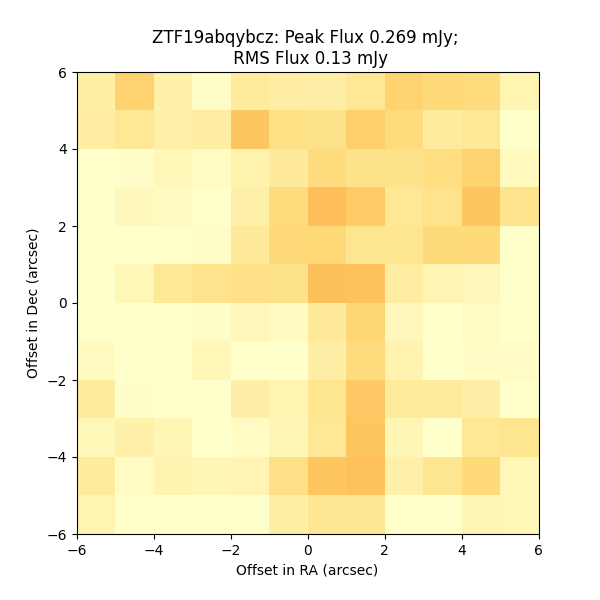 ZTF19abqybcz: Peak Flux 0.269 mJy;
RMS Flux 0.13 mJy
6
4
2
0
−2
−4
−6
Offset in Dec (arcsec)
−6 −4 −2 0 2 4 6
Offset in RA (arcsec)